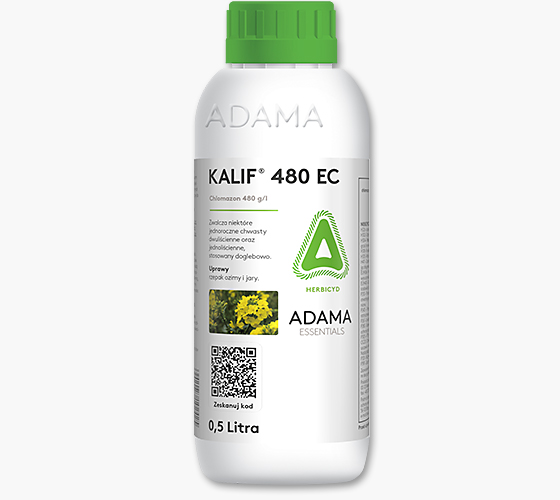 ADAMA
KALIF® 480 EC
Chlomazon 480 g/l
Zwalcza niektóre
jednoroczne chwasty
dwuliścienne oraz
jednoliścienne,
stosowany doglebowo.
Uprawy
rzepak ozimy i jary.
HERBICYD
ADAMA
ESSENTIALS
Zeskanuj kod
0,5 Litra